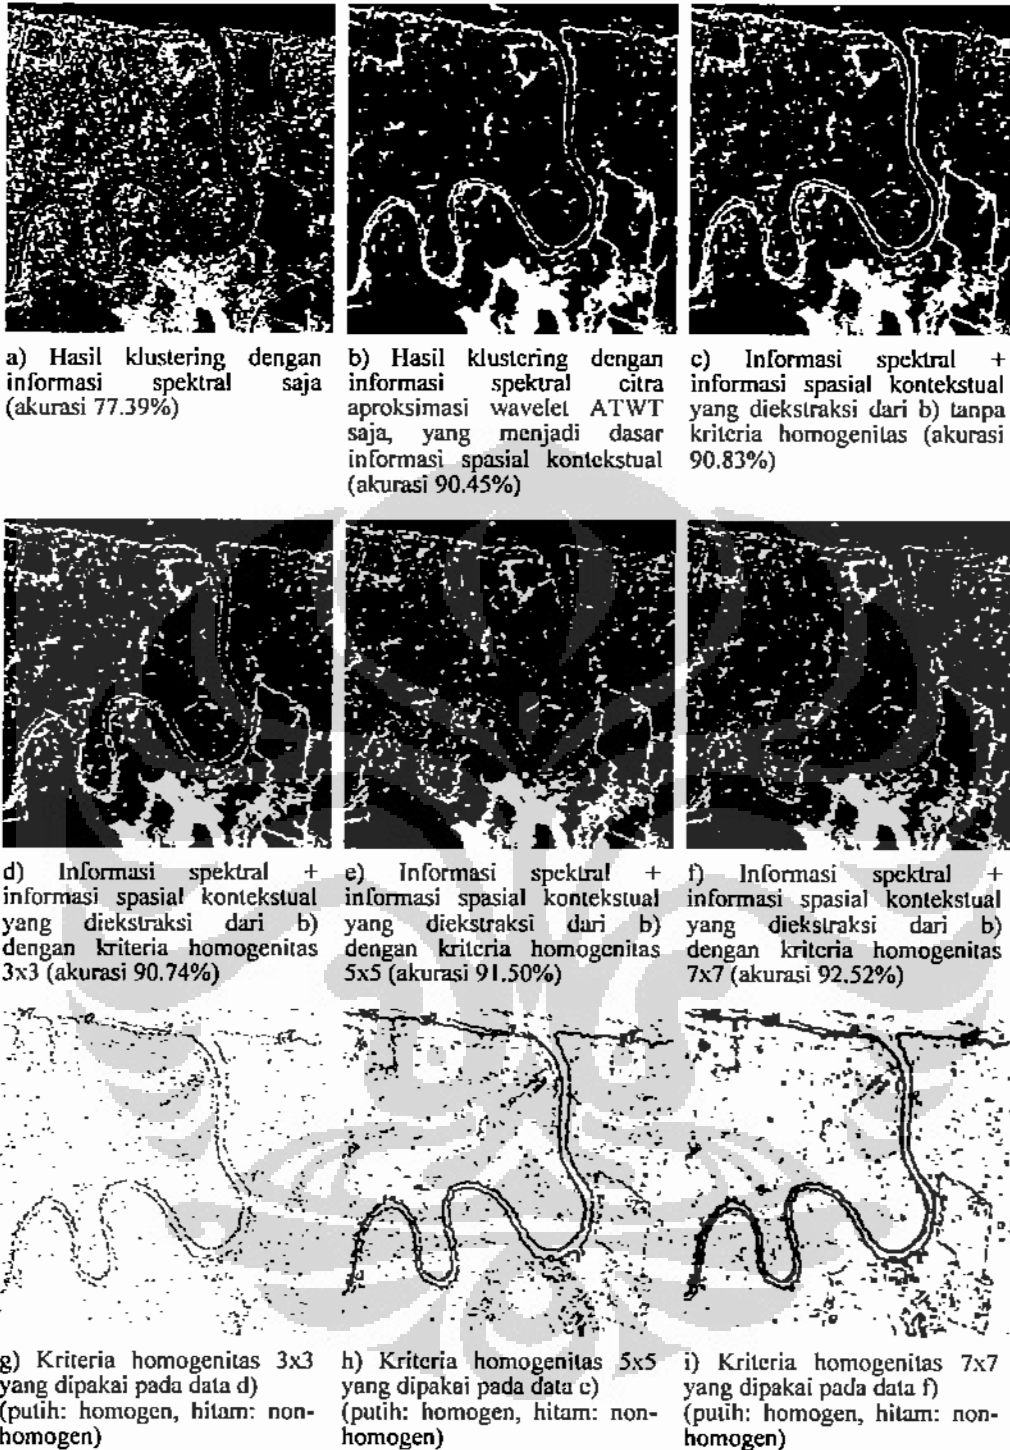 a) Hasil klustering dengan
informasi spektral saja
(akurasi 77.39%)
b) Hasil klustering dengan
informasi spektral citra
aproksimasi wavelet ATWT
saja, yang menjadi dasar
informasi spasial kontekstual
(akurasi 90.45%)
c) Informasi spektral +
informasi spasial kontekstual
yang diekstraksi dari b) tanpa
kriteria homogenitas (akurasi
90.83%)
d) Informasi spektral +
informasi spasial kontekstual
yang diekstraksi dari b)
dengan kriteria homogenitas
3x3 (akurasi 90.74%)
e) Informasi spektral +
informasi spasial kontekstual
yang diekstraksi dari b)
dengan kriteria homogenitas
5x5 (akurasi 91.50%)
f) Informasi spektral +
informasi spasial kontekstual
yang diekstraksi dari b)
dengan kriteria homogenitas
7x7 (akurasi 92.52%)
g) Kriteria homogenitas 3x3
yang dipakai pada data d)
(putih: homogen, hitam: non-
homogen)
h) Kriteria homogenitas 5x5
yang dipakai pada data e)
(putih: homogen, hitam: non-
homogen)
i) Kriteria homogenitas 7x7
yang dipakai pada data f)
(putih: homogen, hitam: non-
homogen)